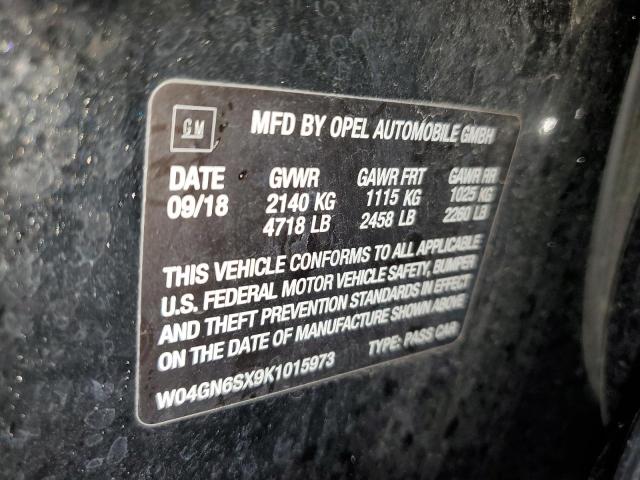 GM
MFD BY OPEL AUTOMOBILE GMBH
DATE GVWR GAWR FRT GAWR RR
09/18 2140 KG 1115 KG 1025 KG
4718 LB 2458 LB 2260 LB
THIS VEHICLE CONFORMS TO ALL APPLICABLE
U.S. FEDERAL MOTOR VEHICLE SAFETY, BUMPER
AND THEFT PREVENTION STANDARDS IN EFFECT
ON THE DATE OF MANUFACTURE SHOWN ABOVE
W04GN6SX9K1015973 TYPE: PASS CAR